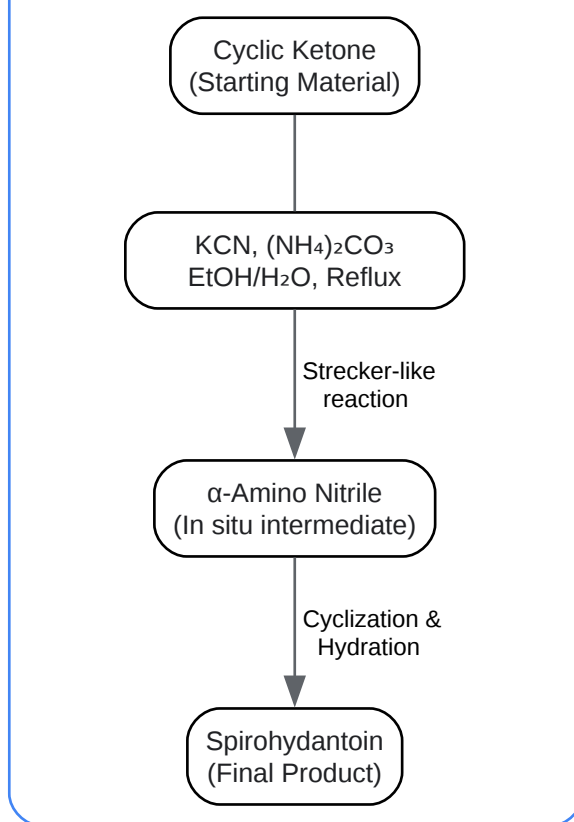 Cyclic Ketone
(Starting Material)
KCN, (NH₄)₂CO₃
EtOH/H₂O, Reflux
Strecker-like
reaction
α-Amino Nitrile
(In situ intermediate)
Cyclization &
Hydration
Spirohydantoin
(Final Product)